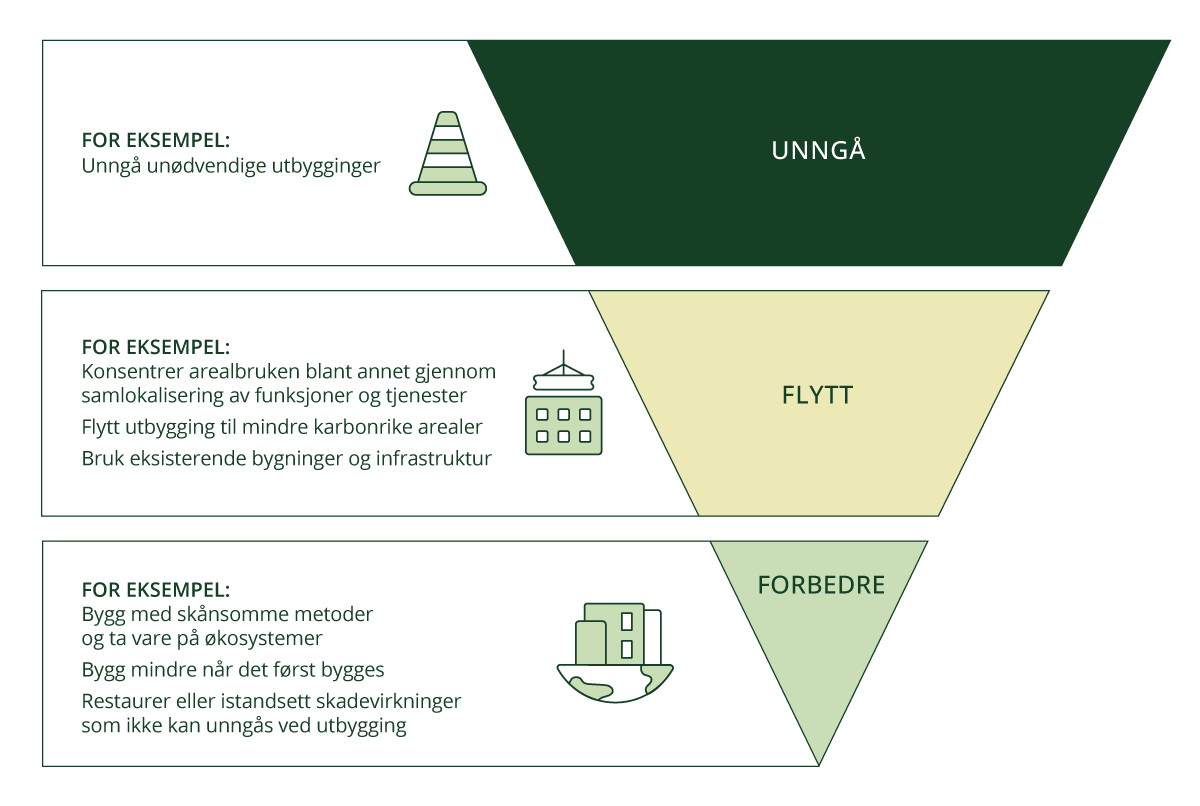 FOR EKSEMPEL:
Unngå unødvendige utbygginger
UNNGÅ
FOR EKSEMPEL:
Konsentrer arealbruken blant annet gjennom
samlokalisering av funksjoner og tjenester
Flytt utbygging til mindre karbonrike arealer
Bruk eksisterende bygninger og infrastruktur
FLYTT
FOR EKSEMPEL:
Bygg med skånsomme metoder
og ta vare på økosystemer
Bygg mindre når det først bygges
Restaurer eller istandsett skadevirkninger
som ikke kan unngås ved utbygging
FORBEDRE